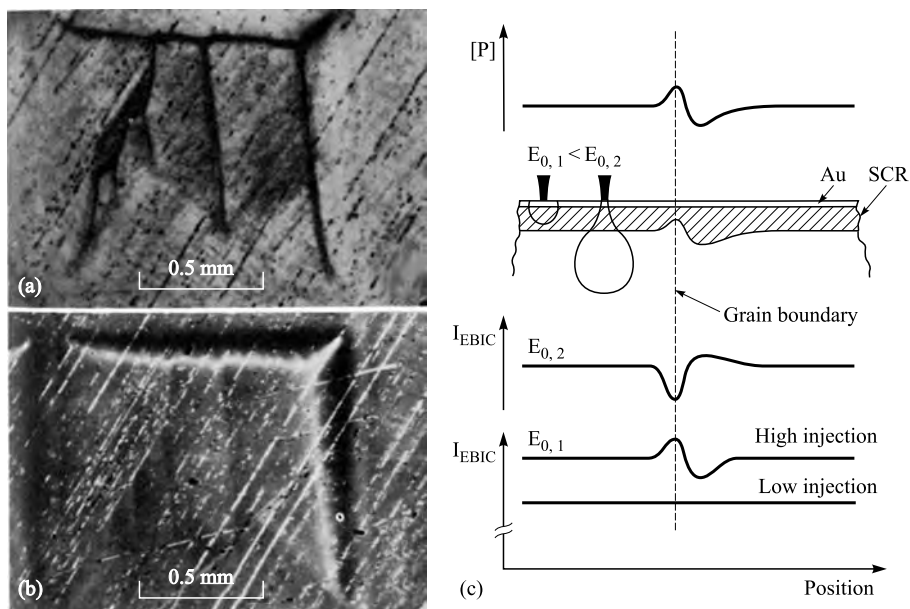 (a)
0.5 mm
(b)
0.5 mm
(c)
[P]
E0, 1 < E0, 2
Au
SCR
Grain boundary
IEBIC
E0, 2
IEBIC
E0, 1
High injection
Low injection
Position